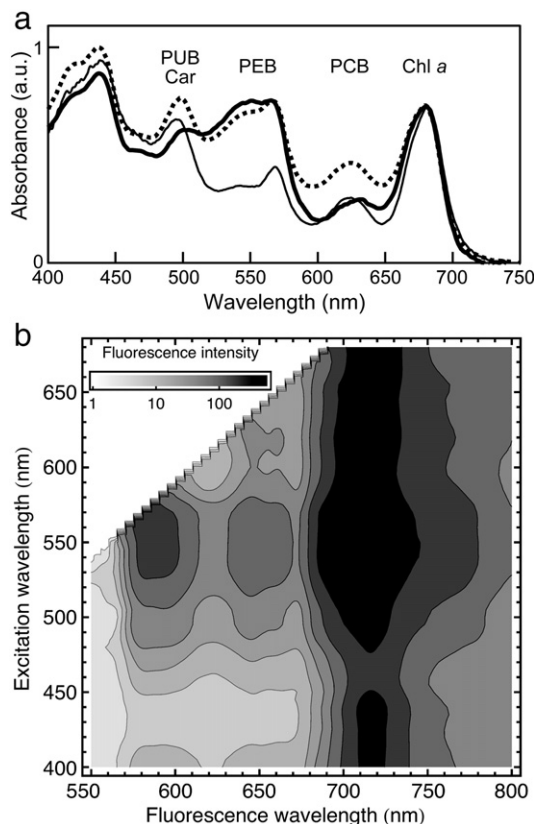 a
1
0
Absorbance (a.u.)
PUB
Car
PEB
PCB
Chl a
400 450 500 550 600 650 700 750
Wavelength (nm)
b
Fluorescence intensity
1 10 100
650
600
550
500
450
400
Excitation wavelength (nm)
550 600 650 700 750 800
Fluorescence wavelength (nm)